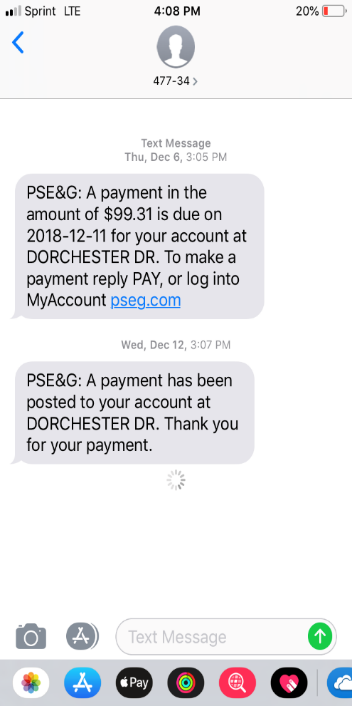 Sprint LTE 4:08 PM 20%
477-34 >
Text Message
Thu, Dec 6, 3:05 PM
PSE&G: A payment in the
amount of $99.31 is due on
2018-12-11 for your account at
DORCHESTER DR. To make a
payment reply PAY, or log into
MyAccount pseg.com
Wed, Dec 12, 3:07 PM
PSE&G: A payment has been
posted to your account at
DORCHESTER DR. Thank you
for your payment.
Text Message
Pay